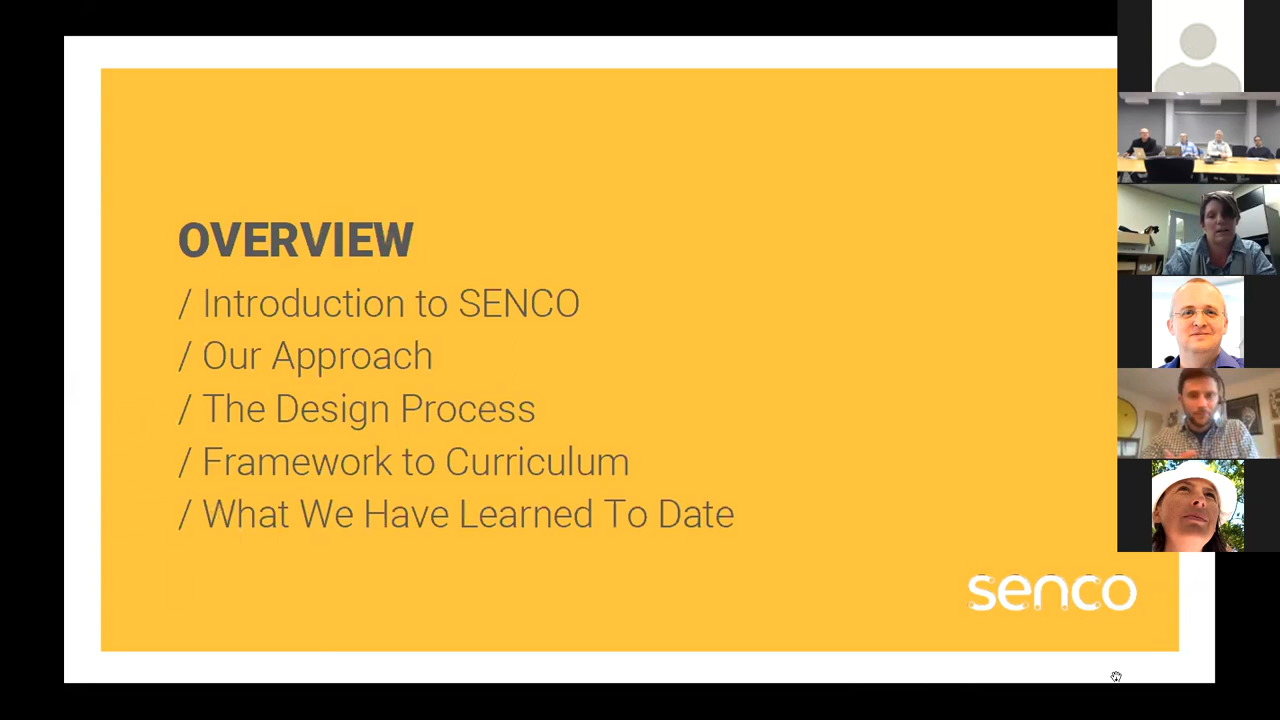 OVERVIEW
/ Introduction to SENCO
/ Our Approach
/ The Design Process
/ Framework to Curriculum
/ What We Have Learned To Date
senco